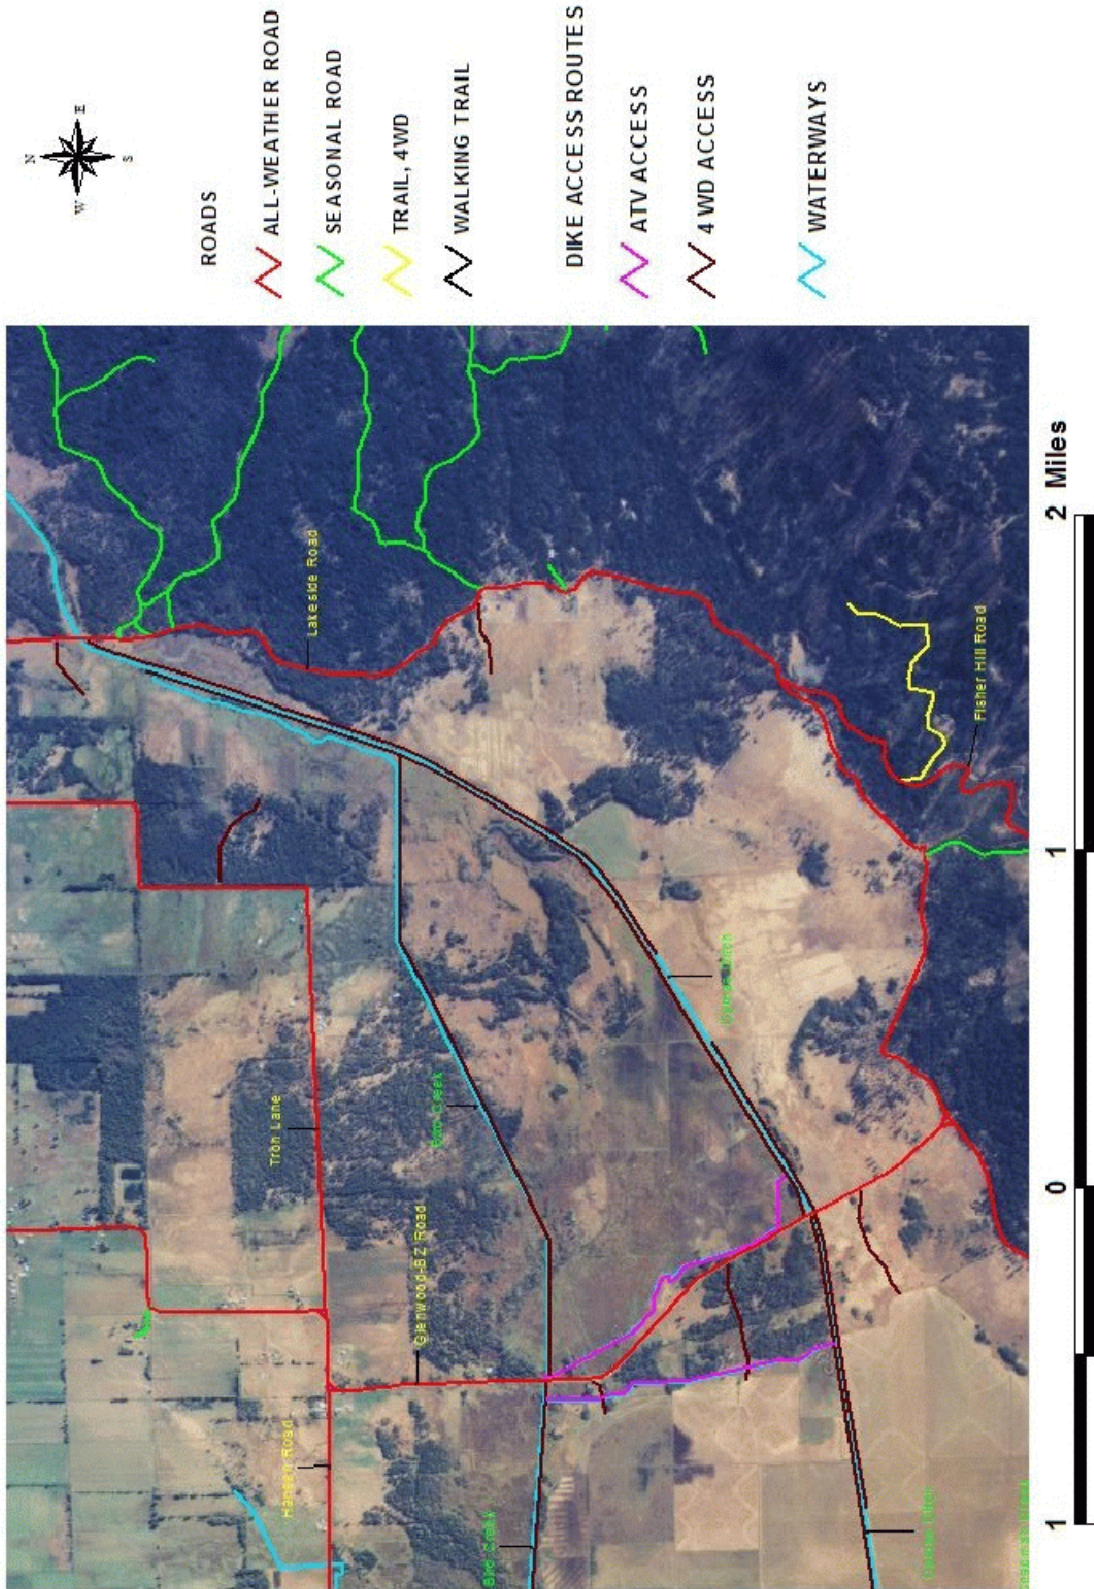 N
W E
S
ROADS
ALL-WEATHER ROAD
SEASONAL ROAD
TRAIL, 4WD
WALKING TRAIL
DIKE ACCESS ROUTES
ATV ACCESS
4WD ACCESS
WATERWAYS
Lakeside Road
Fisher Hill Road
Tron Lane
Glenwood-BZ Road
Hansen Road
Bird Creek
1 0 1 2 Miles